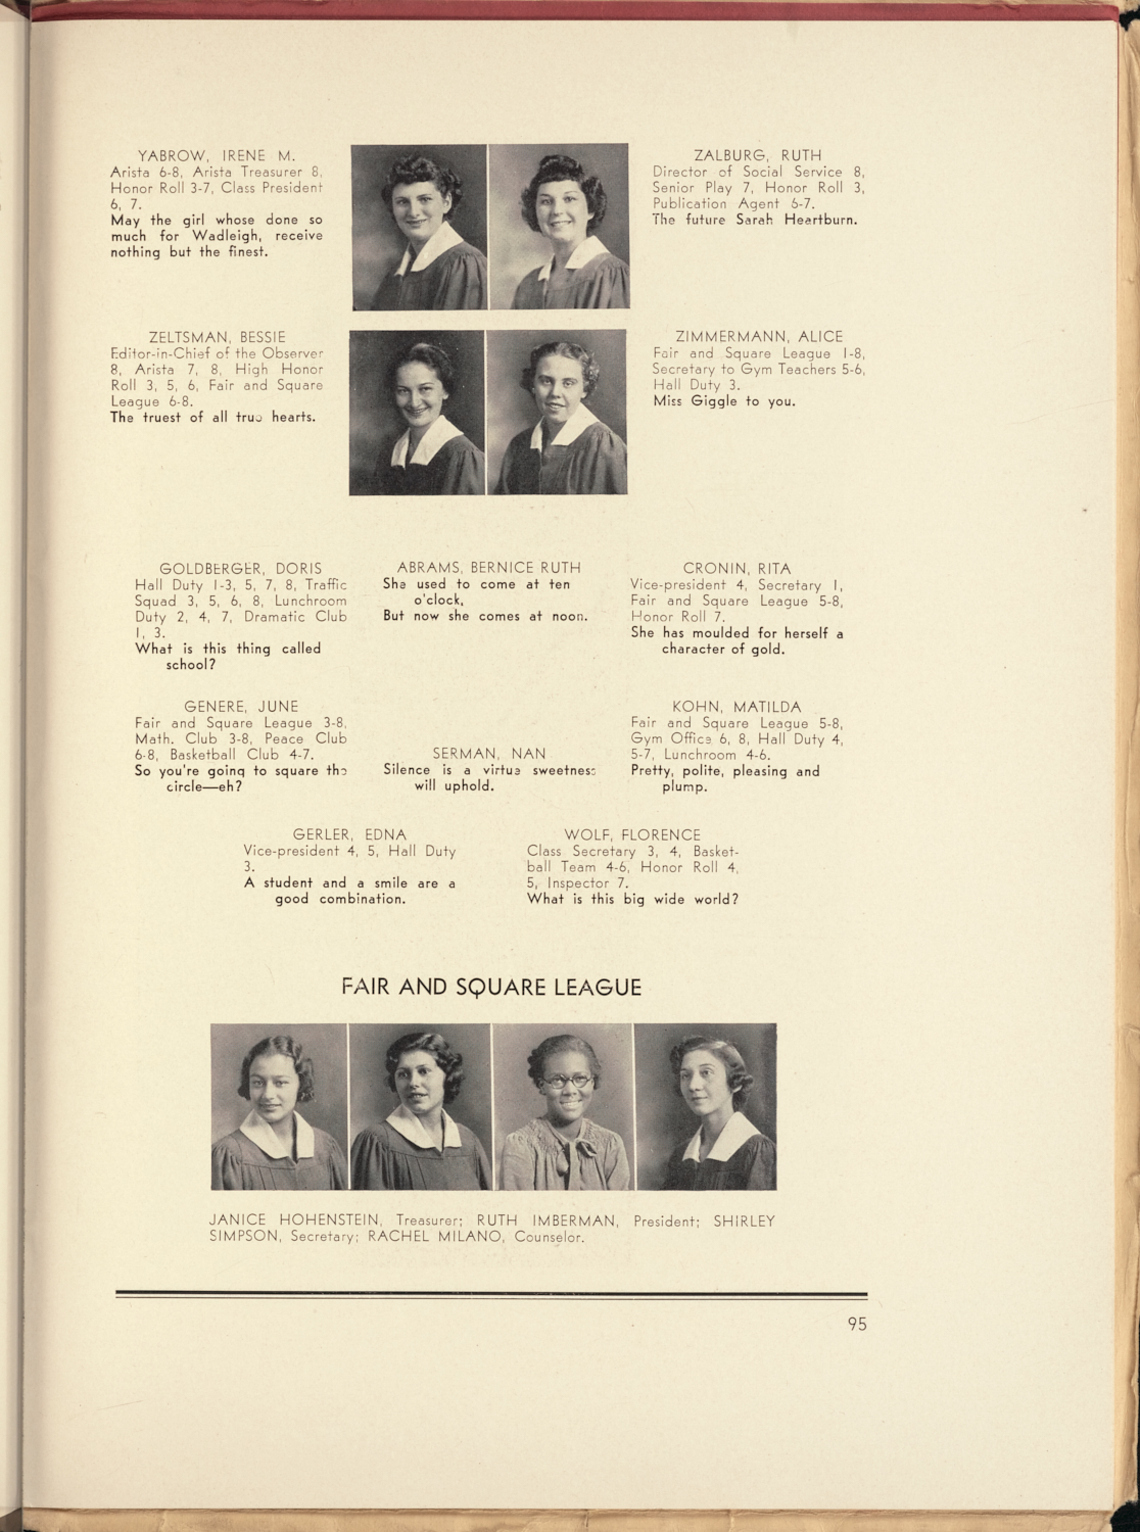 YABROW, IRENE M.
Arista 6-8, Arista Treasurer 8,
Honor Roll 3-7, Class President
6, 7.
May the girl whose done so
much for Wadleigh, receive
nothing but the finest.
ZALBURG, RUTH
Director of Social Service 8,
Senior Play 7, Honor Roll 3,
Publication Agent 6-7.
The future Sarah Heartburn.
ZELTSMAN, BESSIE
Editor-in-Chief of the Observer
8, Arista 7, 8, High Honor
Roll 3, 5, 6, Fair and Square
League 6-8.
The truest of all true hearts.
ZIMMERMANN, ALICE
Fair and Square League 1-8,
Secretary to Gym Teachers 5-6,
Hall Duty 3.
Miss Giggle to you.
GOLDBERGER, DORIS
Hall Duty 1-3, 5, 7, 8, Traffic
Squad 3, 5, 6, 8, Lunchroom
Duty 2, 4, 7, Dramatic Club
1, 3.
What is this thing called
school?
ABRAMS, BERNICE RUTH
She used to come at ten
o'clock,
But now she comes at noon.
CRONIN, RITA
Vice-president 4, Secretary 1,
Fair and Square League 5-8,
Honor Roll 7.
She has moulded for herself a
character of gold.
GENERE, JUNE
Fair and Square League 3-8,
Math. Club 3-8, Peace Club
6-8, Basketball Club 4-7.
So you're going to square the
circle—eh?
SERMAN, NAN
Silence is a virtue sweetness
will uphold.
KOHN, MATILDA
Fair and Square League 5-8,
Gym Office 6, 8, Hall Duty 4,
5-7, Lunchroom 4-6.
Pretty, polite, pleasing and
plump.
GERLER, EDNA
Vice-president 4, 5, Hall Duty
3.
A student and a smile are a
good combination.
WOLF, FLORENCE
Class Secretary 3, 4, Basket-
ball Team 4-6, Honor Roll 4,
5, Inspector 7.
What is this big wide world?
FAIR AND SQUARE LEAGUE
JANICE HOHENSTEIN, Treasurer; RUTH IMBERMAN, President; SHIRLEY
SIMPSON, Secretary; RACHEL MILANO, Counselor.
95